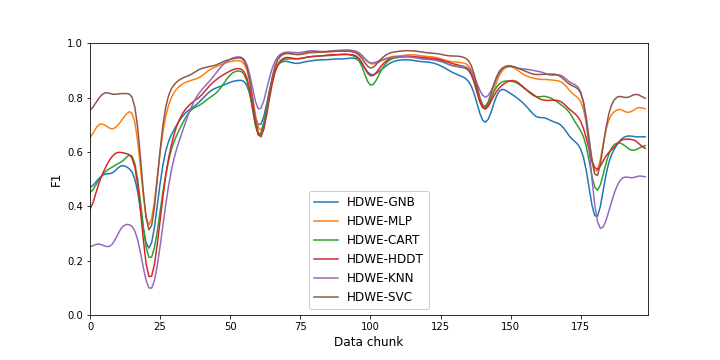 1.0
0.8
0.6
0.4
0.2
0.0
F1
HDWE-GNB
HDWE-MLP
HDWE-CART
HDWE-HDDT
HDWE-KNN
HDWE-SVC
0 25 50 75 100 125 150 175
Data chunk